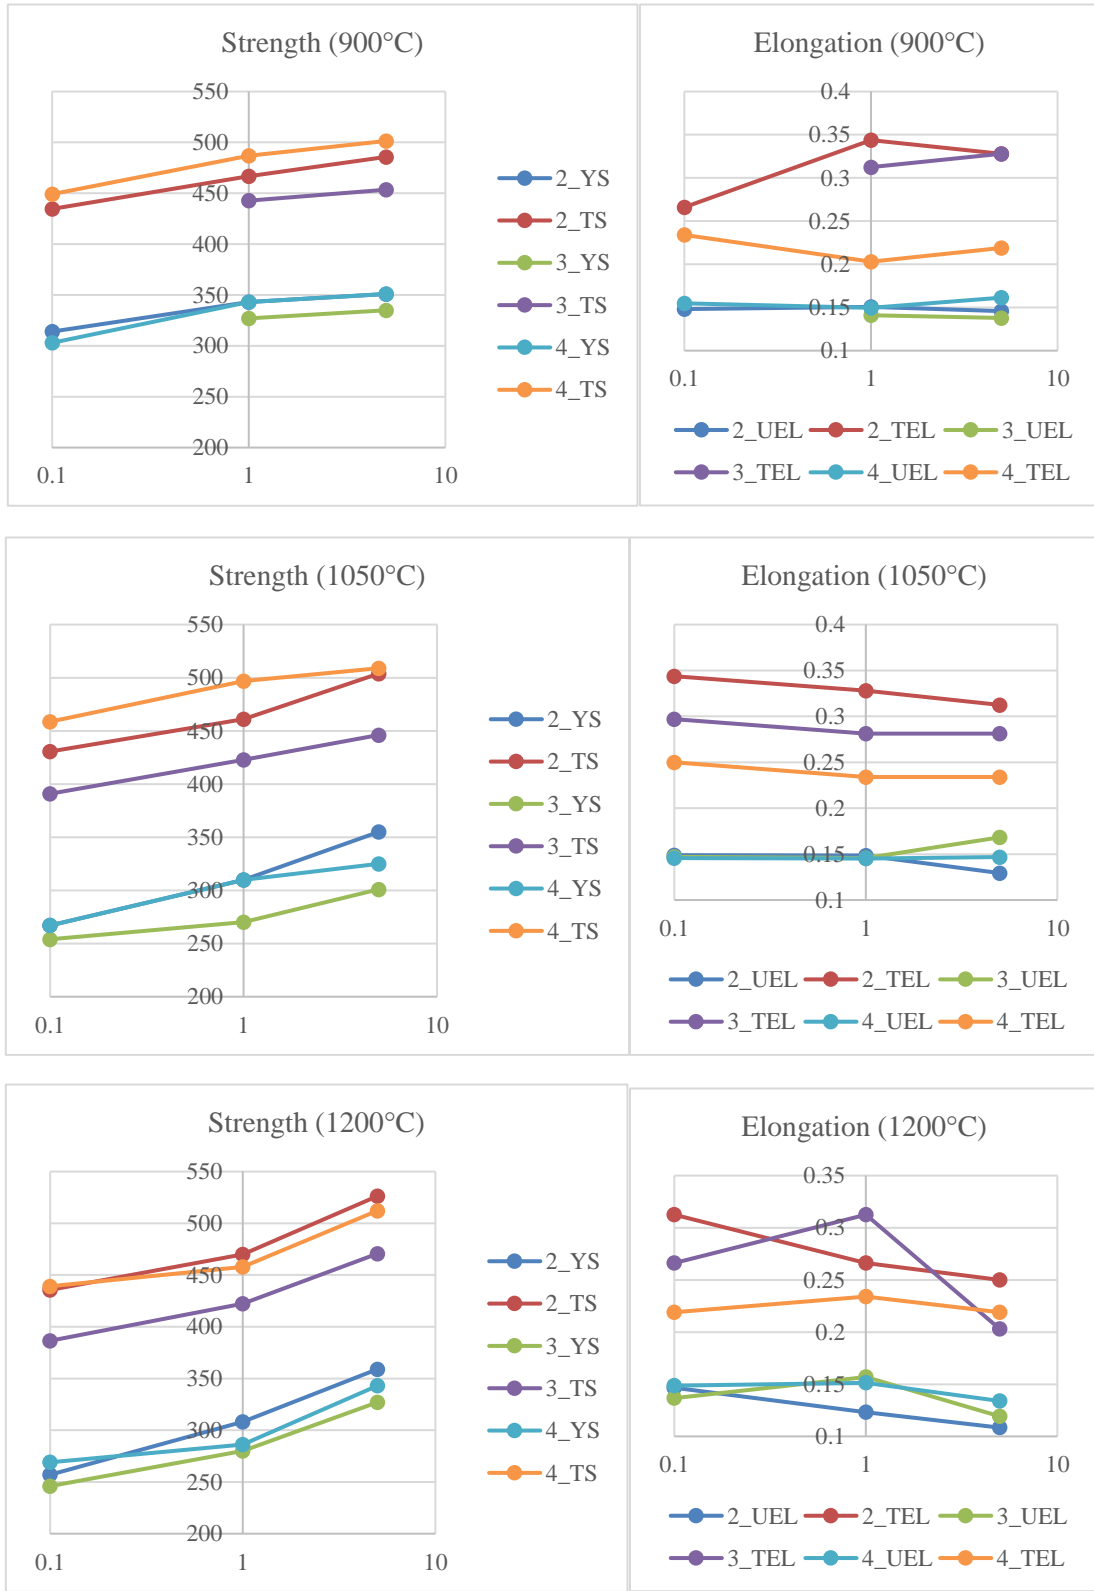 Strength (900°C)
550
500
450
400
350
300
250
200
0.1
1
10
2_YS
2_TS
3_YS
3_TS
4_YS
4_TS
Elongation (900°C)
0.4
0.35
0.3
0.25
0.2
0.15
0.1
0.1
1
10
2_UEL 2_TEL 3_UEL
3_TEL 4_UEL 4_TEL
Strength (1050°C)
550
500
450
400
350
300
250
200
0.1
1
10
2_YS
2_TS
3_YS
3_TS
4_YS
4_TS
Elongation (1050°C)
0.4
0.35
0.3
0.25
0.2
0.15
0.1
0.1
1
10
2_UEL 2_TEL 3_UEL
3_TEL 4_UEL 4_TEL
Strength (1200°C)
550
500
450
400
350
300
250
200
0.1
1
10
2_YS
2_TS
3_YS
3_TS
4_YS
4_TS
Elongation (1200°C)
0.35
0.3
0.25
0.2
0.15
0.1
0.1
1
10
2_UEL 2_TEL 3_UEL
3_TEL 4_UEL 4_TEL